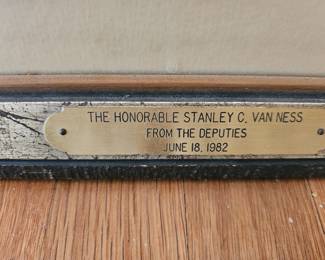 THE HONORABLE STANLEY C. VAN NESS
FROM THE DEPUTIES
JUNE 18, 1982